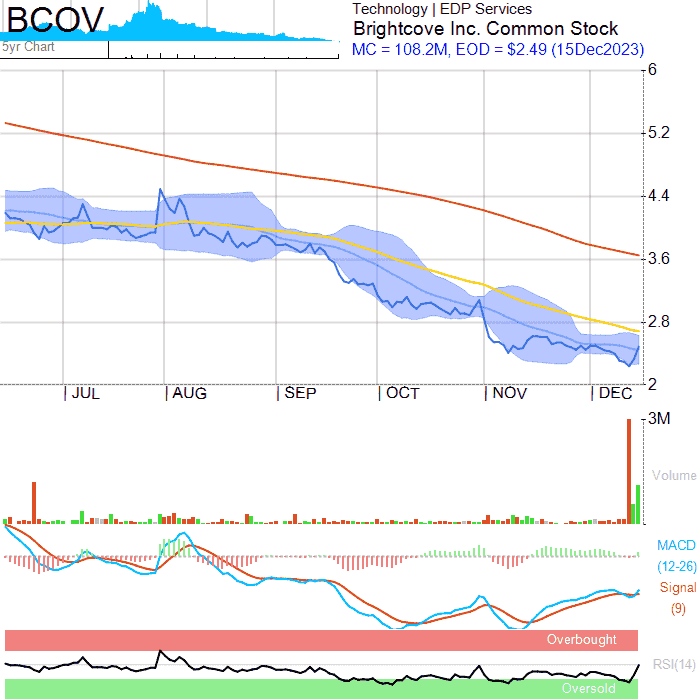 BCOV
5yr Chart
Technology | EDP Services
Brightcove Inc. Common Stock
MC = 108.2M, EOD = $2.49 (15Dec2023)
6
5.2
4.4
3.6
2.8
2
JUL AUG SEP OCT NOV DEC
3M
Volume
MACD
(12-26)
Signal
(9)
Overbought
RSI(14)
Oversold